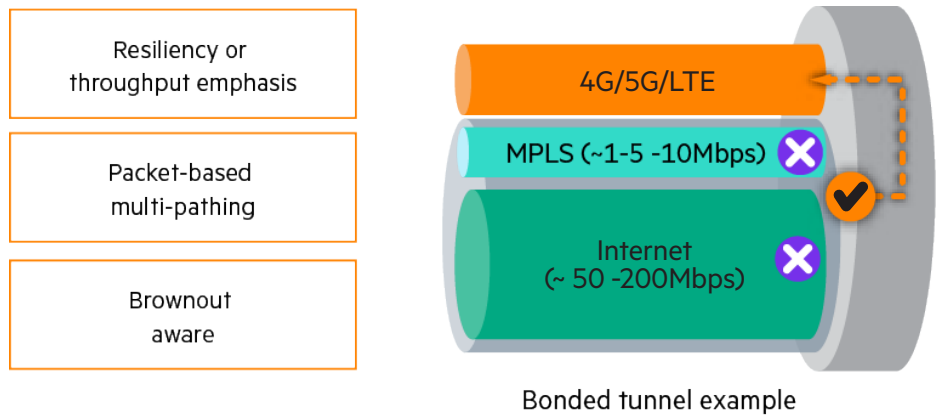 Resiliency or
throughput emphasis
Packet-based
multi-pathing
Brownout
aware
4G/5G/LTE
MPLS (~1-5 -10Mbps)
Internet
(~ 50 -200Mbps)
Bonded tunnel example